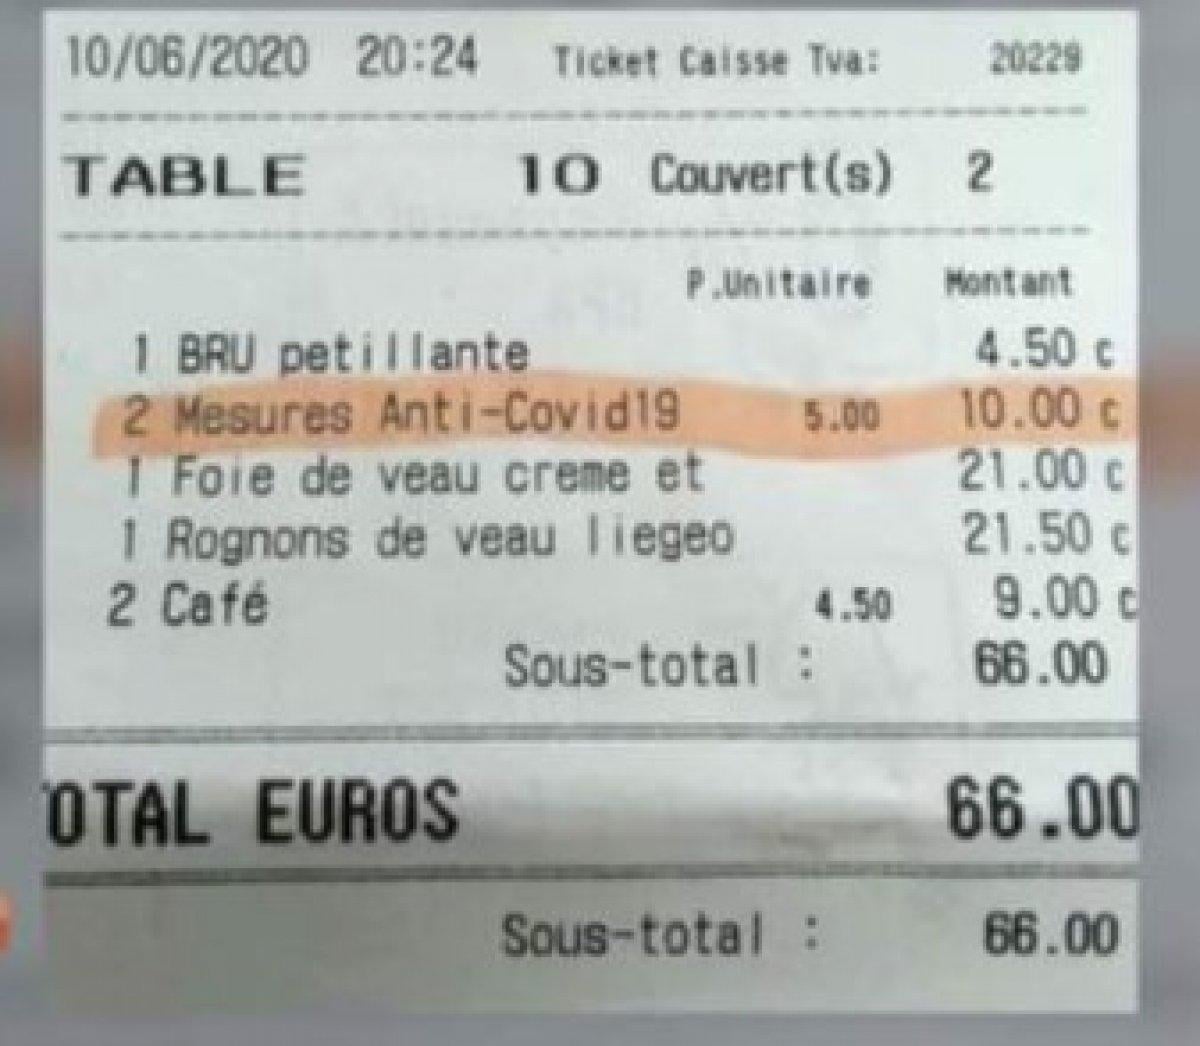 10/06/2020 20:24 Ticket Caisse Tva: 20229
TABLE 10 Couvert(s) 2
P.Unitaire Montant
1 BRU petillante 4.50 c
2 Mesures Anti-Covid19 5.00 10.00 c
1 Foie de veau creme et 21.00 c
1 Rognons de veau liegeo 21.50 c
2 Café 4.50 9.00 c
Sous-total : 66.00
OTAL EUROS 66.00
Sous-total : 66.00